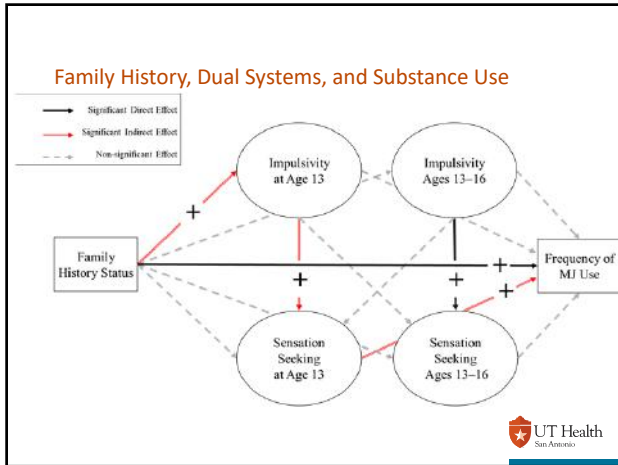 Family History, Dual Systems, and Substance Use
Significant Direct Effect
Significant Indirect Effect
Non-significant Effect
Impulsivity
at Age 13
Impulsivity
Ages 13–16
+
Family
History Status
+
Frequency of
MJ Use
+
+
+
Sensation
Seeking
at Age 13
Sensation
Seeking
Ages 13–16
UT Health
San Antonio